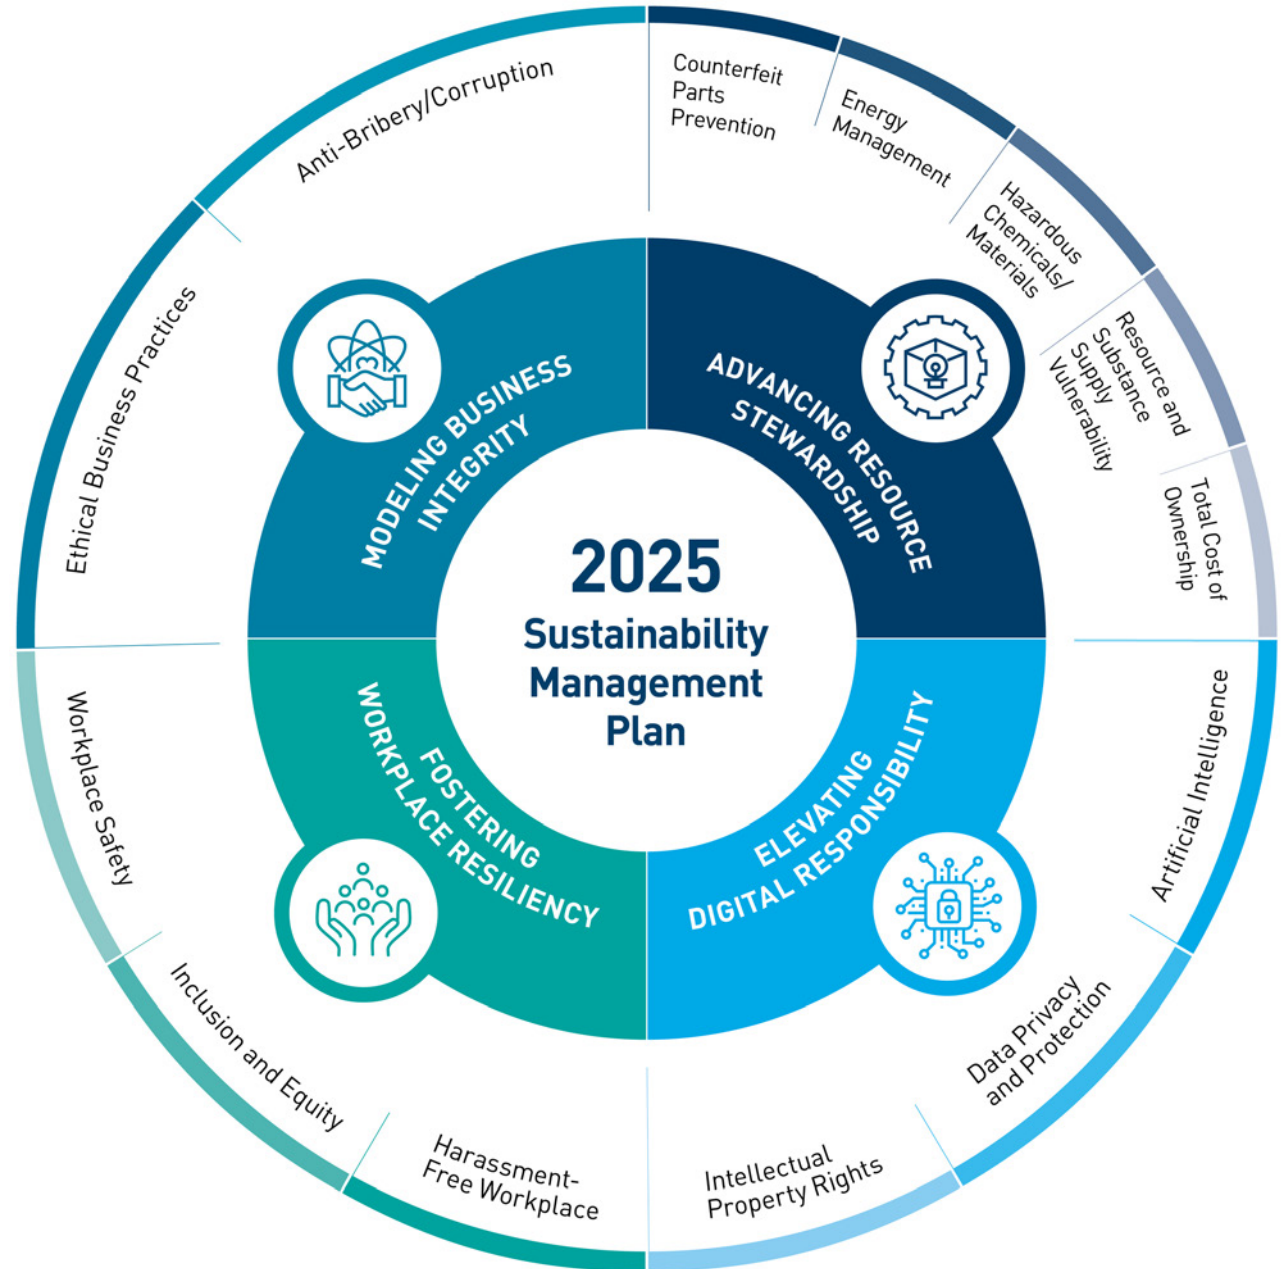 2025
Sustainability
Management
Plan
ADVANCING RESOURCE
STEWARDSHIP
Counterfeit
Parts
Prevention
Energy
Management
Hazardous
Chemicals/
Materials
Resource and
Substance
Supply
Vulnerability
Total Cost of
Ownership
ELEVATING
DIGITAL RESPONSIBILITY
Artificial Intelligence
Data Privacy
and Protection
Intellectual
Property Rights
FOSTERING
WORKPLACE RESILIENCY
Harassment-
Free Workplace
Inclusion and Equity
Workplace Safety
MODELING BUSINESS
INTEGRITY
Ethical Business Practices
Anti-Bribery/Corruption